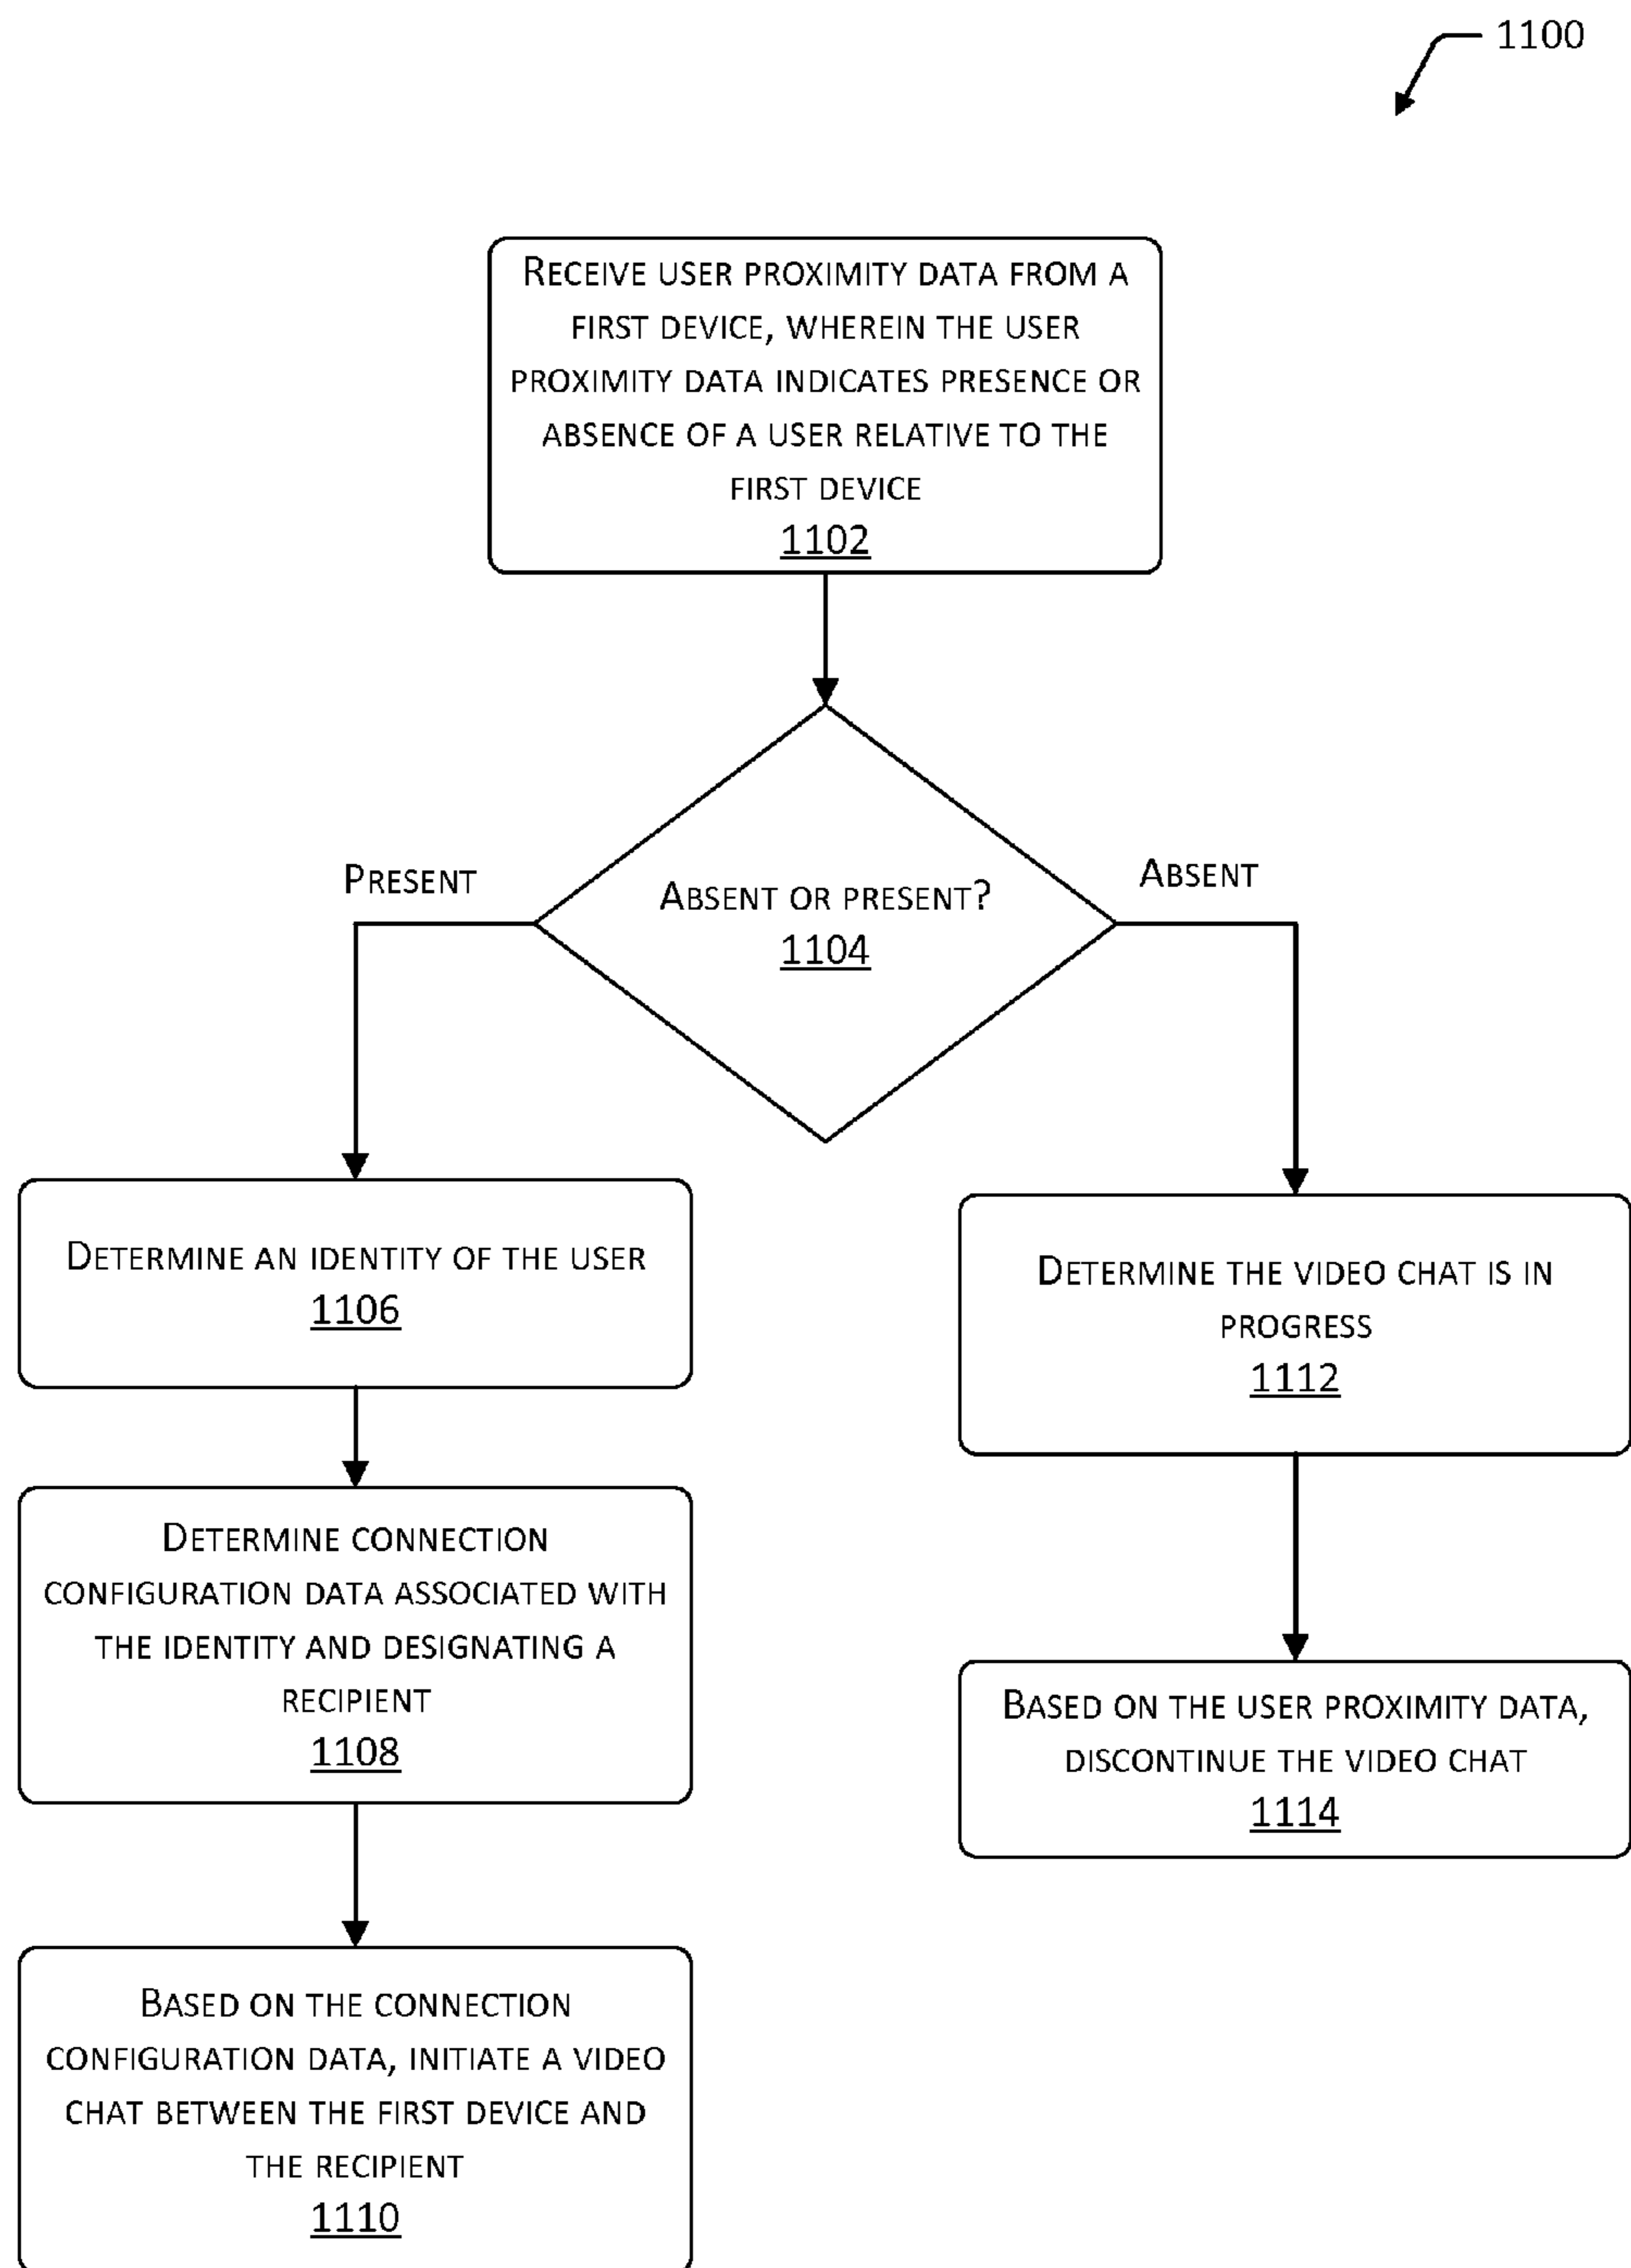 1100
Receive user proximity data from a
first device, wherein the user
proximity data indicates presence or
absence of a user relative to the
first device
1102
Present
Absent
Absent or present?
1104
Determine an identity of the user
1106
Determine connection
configuration data associated with
the identity and designating a
recipient
1108
Based on the connection
configuration data, initiate a video
chat between the first device and
the recipient
1110
Determine the video chat is in
progress
1112
Based on the user proximity data,
discontinue the video chat
1114